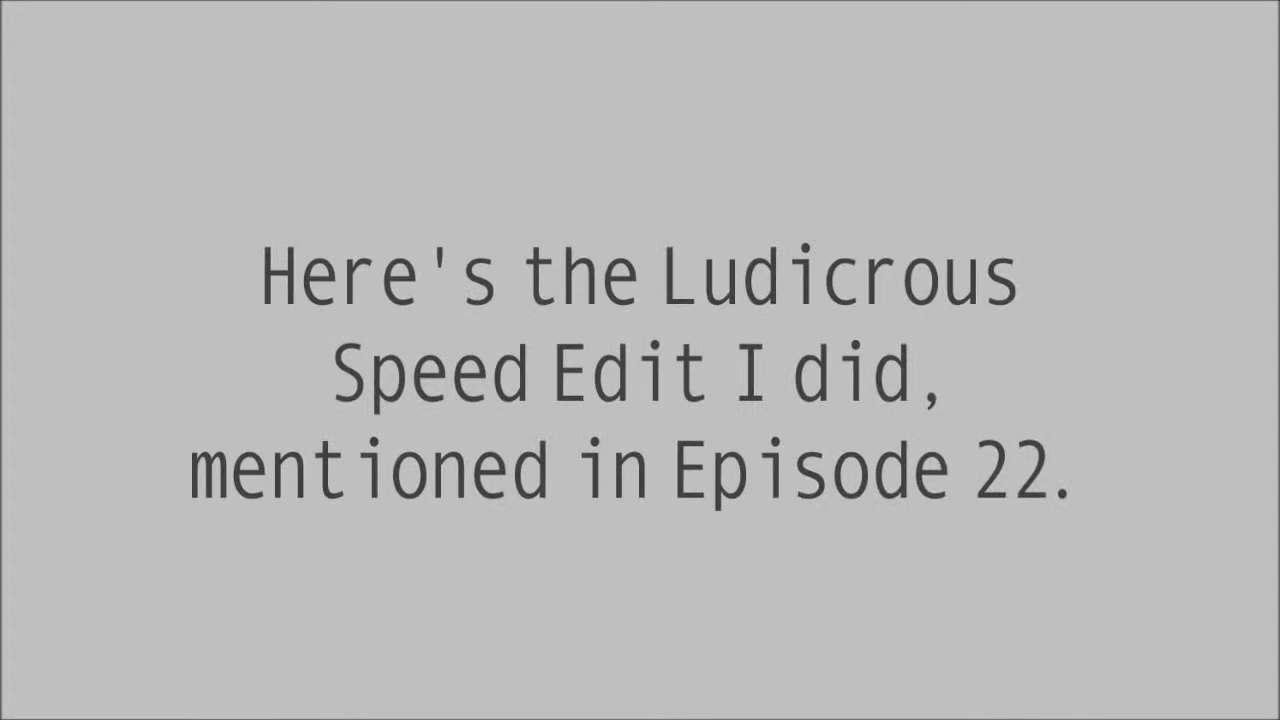 Here's the Ludicrous
Speed Edit I did,
mentioned in Episode 22.